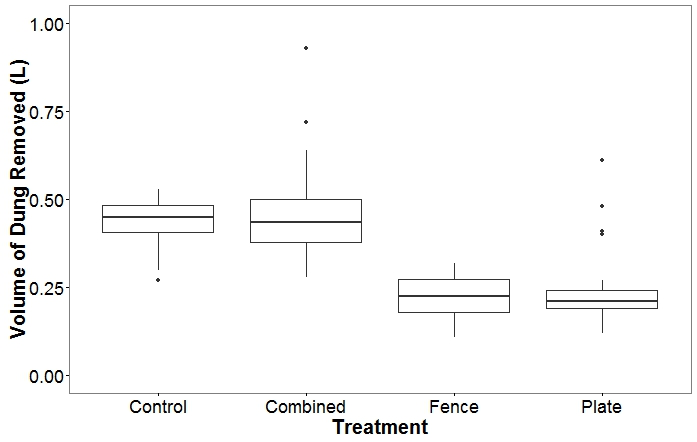 Volume of Dung Removed (L)
1.00
0.75
0.50
0.25
0.00
Control Combined Fence Plate
Treatment